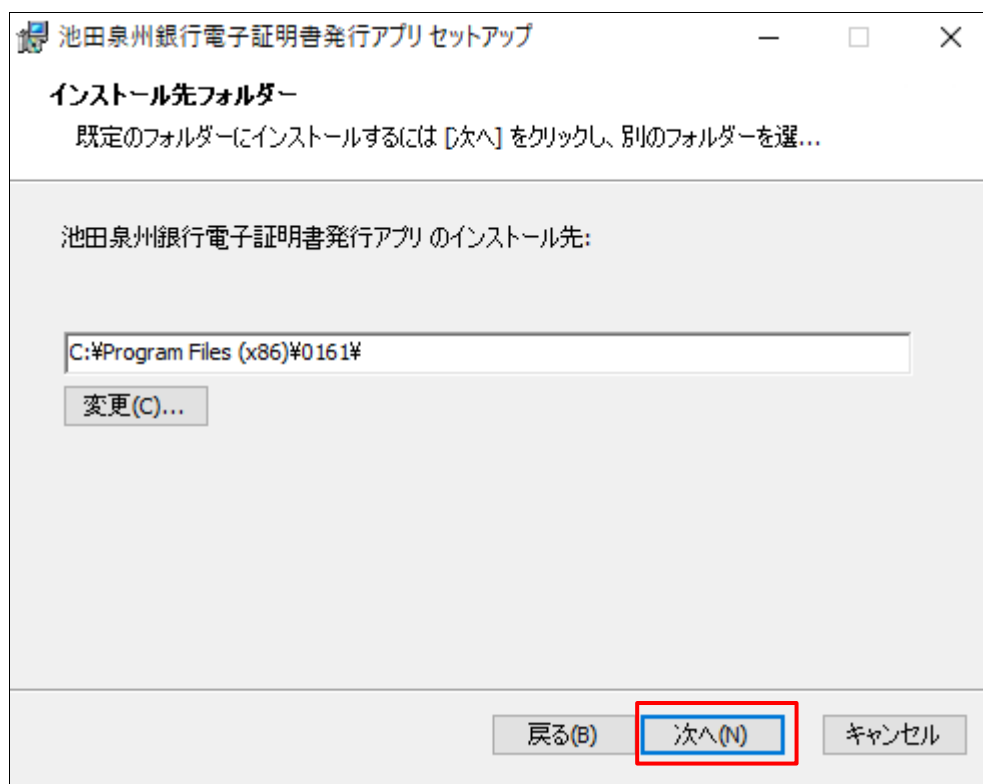 池田泉州銀行電子証明書発行アプリ セットアップ
インストール先フォルダー
既定のフォルダーにインストールするには [次へ] をクリックし、別のフォルダーを選...
池田泉州銀行電子証明書発行アプリ のインストール先:
C:¥Program Files (x86)¥0161¥
変更(C)...
戻る(B)
次へ(N)
キャンセル